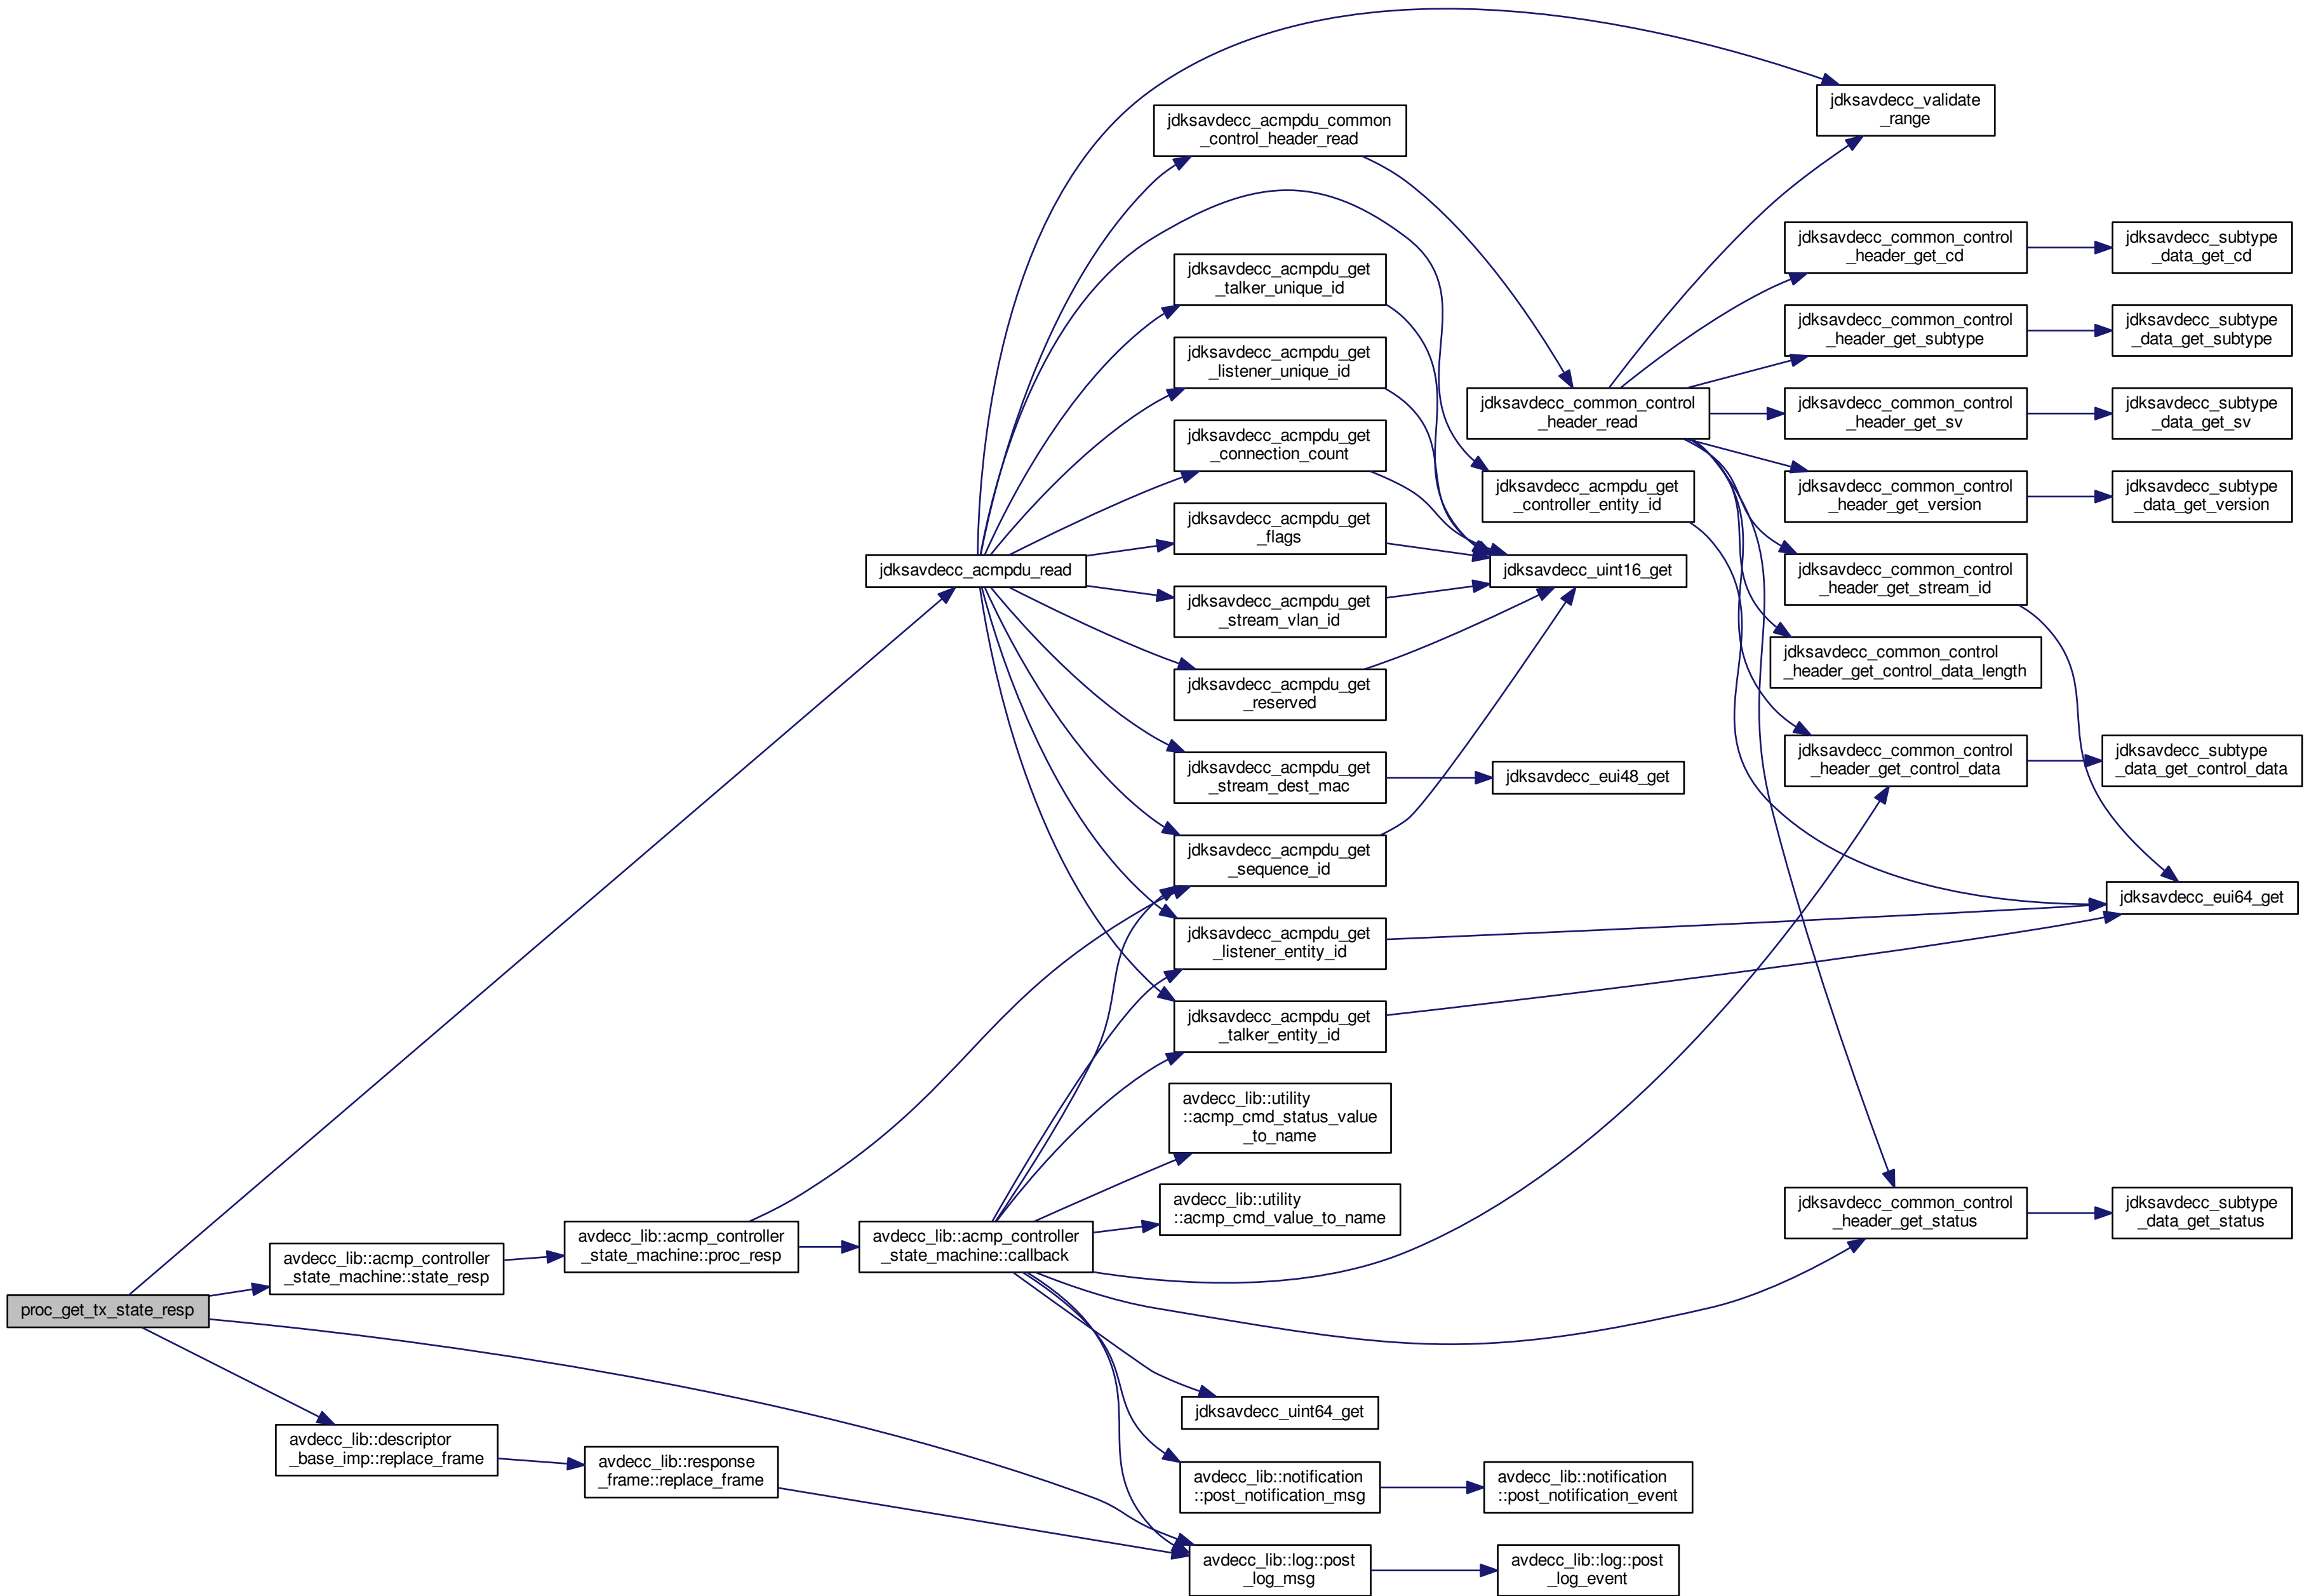 jdksavdecc_validate
_range
jdksavdecc_acmpdu_common
_control_header_read
jdksavdecc_common_control
_header_get_cd
jdksavdecc_subtype
_data_get_cd
jdksavdecc_acmpdu_get
_talker_unique_id
jdksavdecc_common_control
_header_get_subtype
jdksavdecc_subtype
_data_get_subtype
jdksavdecc_acmpdu_get
_listener_unique_id
jdksavdecc_common_control
_header_read
jdksavdecc_common_control
_header_get_sv
jdksavdecc_subtype
_data_get_sv
jdksavdecc_acmpdu_get
_connection_count
jdksavdecc_acmpdu_get
_controller_entity_id
jdksavdecc_common_control
_header_get_version
jdksavdecc_subtype
_data_get_version
jdksavdecc_acmpdu_get
_flags
jdksavdecc_acmpdu_read
jdksavdecc_uint16_get
jdksavdecc_common_control
_header_get_stream_id
jdksavdecc_acmpdu_get
_stream_vlan_id
jdksavdecc_common_control
_header_get_control_data_length
jdksavdecc_acmpdu_get
_reserved
jdksavdecc_acmpdu_get
_stream_dest_mac
jdksavdecc_eui48_get
jdksavdecc_common_control
_header_get_control_data
jdksavdecc_subtype
_data_get_control_data
jdksavdecc_acmpdu_get
_sequence_id
jdksavdecc_eui64_get
jdksavdecc_acmpdu_get
_listener_entity_id
jdksavdecc_acmpdu_get
_talker_entity_id
avdecc_lib::utility
::acmp_cmd_status_value
_to_name
avdecc_lib::utility
::acmp_cmd_value_to_name
jdksavdecc_common_control
_header_get_status
jdksavdecc_subtype
_data_get_status
avdecc_lib::acmp_controller
_state_machine::callback
avdecc_lib::acmp_controller
_state_machine::proc_resp
avdecc_lib::acmp_controller
_state_machine::state_resp
proc_get_tx_state_resp
jdksavdecc_uint64_get
avdecc_lib::descriptor
_base_imp::replace_frame
avdecc_lib::response
_frame::replace_frame
avdecc_lib::notification
::post_notification_msg
avdecc_lib::notification
::post_notification_event
avdecc_lib::log::post
_log_msg
avdecc_lib::log::post
_log_event